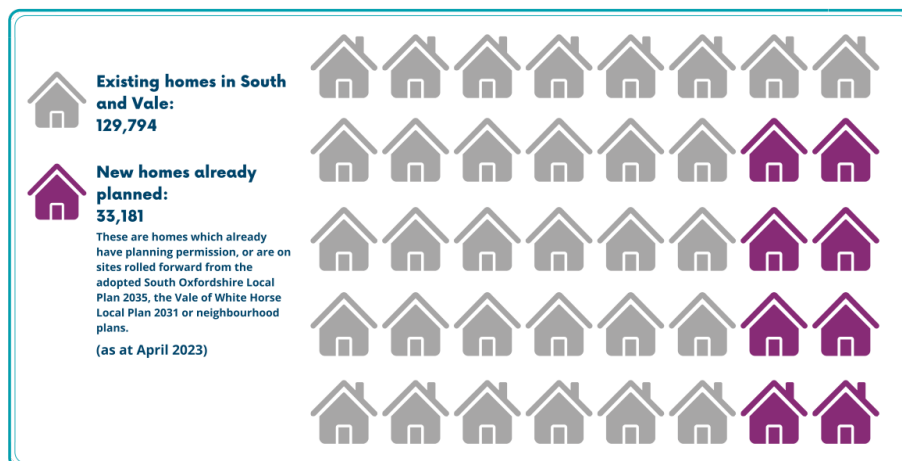 Existing homes in South
and Vale:
129,794
New homes already
planned:
33,181
These are homes which already
have planning permission, or are on
sites rolled forward from the
adopted South Oxfordshire Local
Plan 2035, the Vale of White Horse
Local Plan 2031 or neighbourhood
plans.
(as at April 2023)